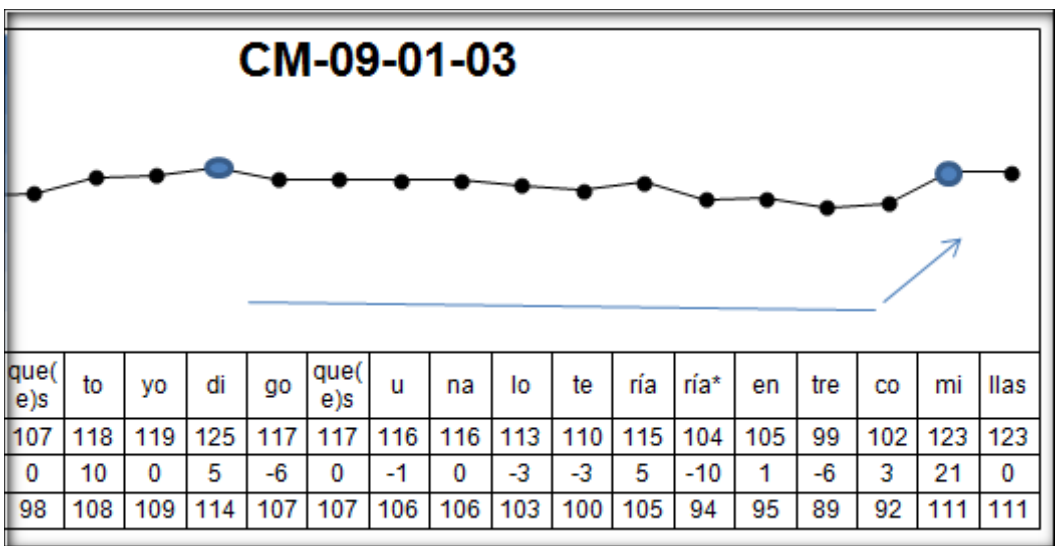 CM-09-01-03
que(e)s to yo di go que(e)s u na lo te ría ría* en tre co mi llas
107 118 119 125 117 117 116 116 113 110 115 104 105 99 102 123 123
0 10 0 5 -6 0 -1 0 -3 -3 5 -10 1 -6 3 21 0
98 108 109 114 107 107 106 106 103 100 105 94 95 89 92 111 111